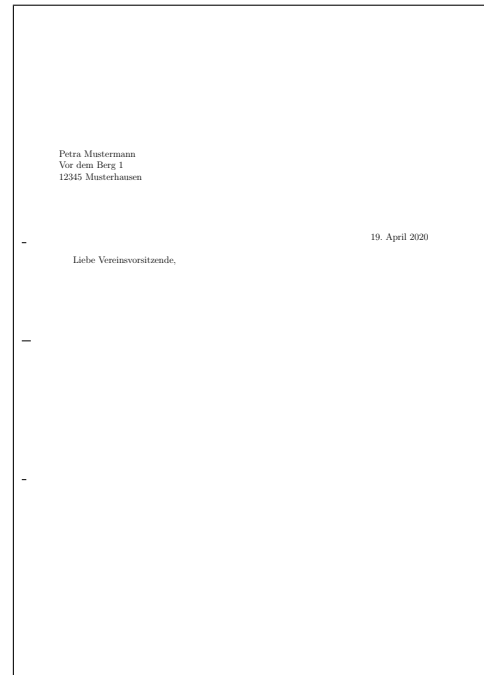 Petra Mustermann
Vor dem Berg 1
12345 Musterhausen
19. April 2020
Liebe Vereinsvorsitzende,